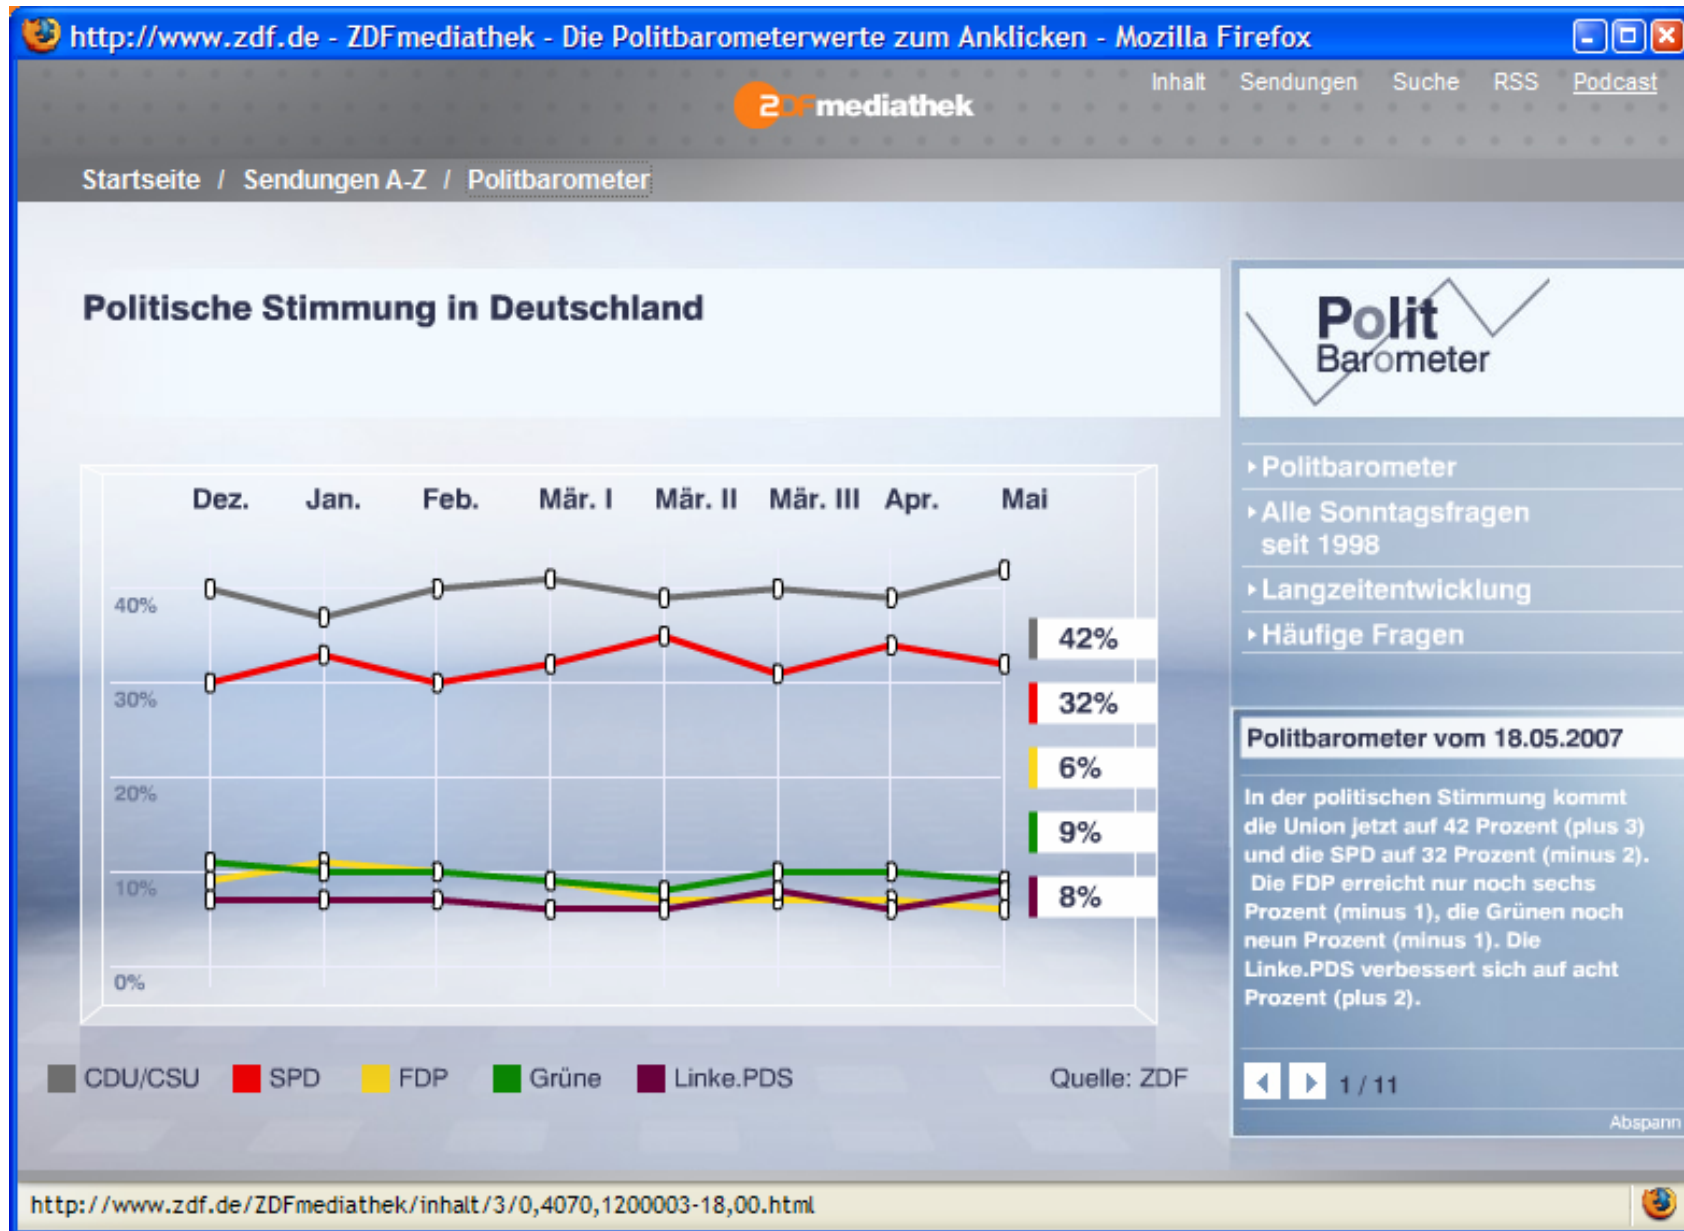 http://www.zdf.de - ZDFmediathek - Die Politbarometerwerte zum Anklicken - Mozilla Firefox
Inhalt Sendungen Suche RSS Podcast
ZDFmediathek
Startseite / Sendungen A-Z / Politbarometer
Politische Stimmung in Deutschland
Polit
Barometer
Dez. Jan. Feb. Mär. I Mär. II Mär. III Apr. Mai
40%
30%
20%
10%
0%
42%
32%
6%
9%
8%
CDU/CSU SPD FDP Grüne Linke.PDS Quelle: ZDF
Politbarometer
Alle Sonntagsfragen
seit 1998
Langzeitentwicklung
Häufige Fragen
Politbarometer vom 18.05.2007
In der politischen Stimmung kommt
die Union jetzt auf 42 Prozent (plus 3)
und die SPD auf 32 Prozent (minus 2).
Die FDP erreicht nur noch sechs
Prozent (minus 1), die Grünen noch
neun Prozent (minus 1). Die
Linke.PDS verbessert sich auf acht
Prozent (plus 2).
1 / 11
Abspann
http://www.zdf.de/ZDFmediathek/inhalt/3/0,4070,1200003-18,00.html